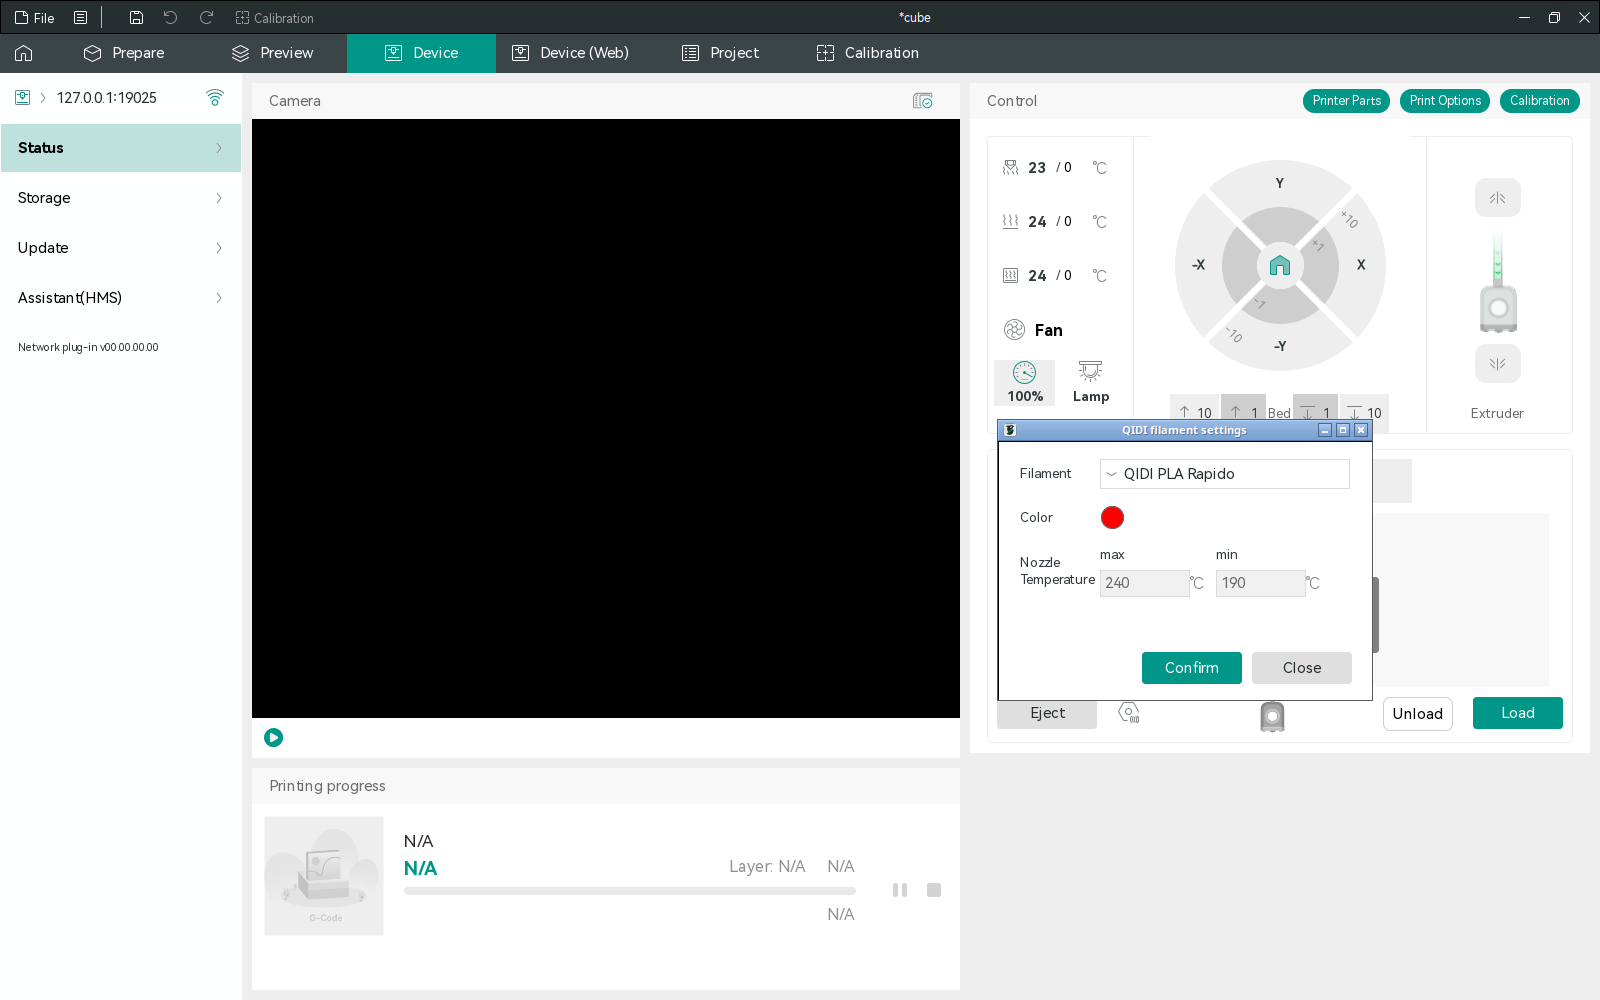 File
Calibration
*cube
Prepare
Preview
Device
Device (Web)
Project
Calibration
127.0.0.1:19025
Status
Storage
Update
Assistant(HMS)
Network plug-in v00.00.00.00
Camera
Control
Printer Parts
Print Options
Calibration
23 / 0 °C
24 / 0 °C
24 / 0 °C
Fan
100%
Lamp
Y
+10
+1
-X
X
-1
-10
-Y
10
1
Bed
1
10
Extruder
QIDI filament settings
Filament
QIDI PLA Rapido
Color
Nozzle
Temperature
max
min
240 °C
190 °C
Confirm
Close
Eject
Unload
Load
Printing progress
N/A
N/A
Layer: N/A
N/A
N/A
G-Code